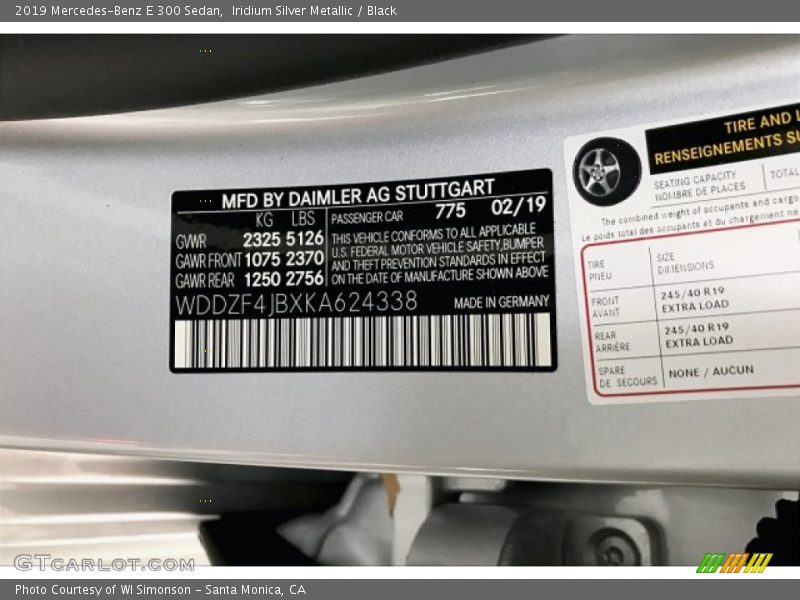 2019 Mercedes-Benz E 300 Sedan, Iridium Silver Metallic / Black
MFD BY DAIMLER AG STUTTGART
KG LBS PASSENGER CAR 775 02/19
GVWR 2325 5126
GAWR FRONT 1075 2370
GAWR REAR 1250 2756
THIS VEHICLE CONFORMS TO ALL APPLICABLE
U.S. FEDERAL MOTOR VEHICLE SAFETY, BUMPER
AND THEFT PREVENTION STANDARDS IN EFFECT
ON THE DATE OF MANUFACTURE SHOWN ABOVE
WDDZF4JBXKA624338 MADE IN GERMANY
TIRE AND
RENSEIGNEMENTS
SEATING CAPACITY
NOMBRE DE PLACES
TOTAL
The combined weight of occupants and cargo
Le poids total des occupants et du chargement
TIRE
PNEU
SIZE
DIMENSIONS
FRONT
AVANT
245/40 R19
EXTRA LOAD
REAR
ARRIÈRE
245/40 R19
EXTRA LOAD
SPARE
DE SECOURS
NONE / AUCUN
GTCARLOT.COM
Photo Courtesy of WI Simonson - Santa Monica, CA